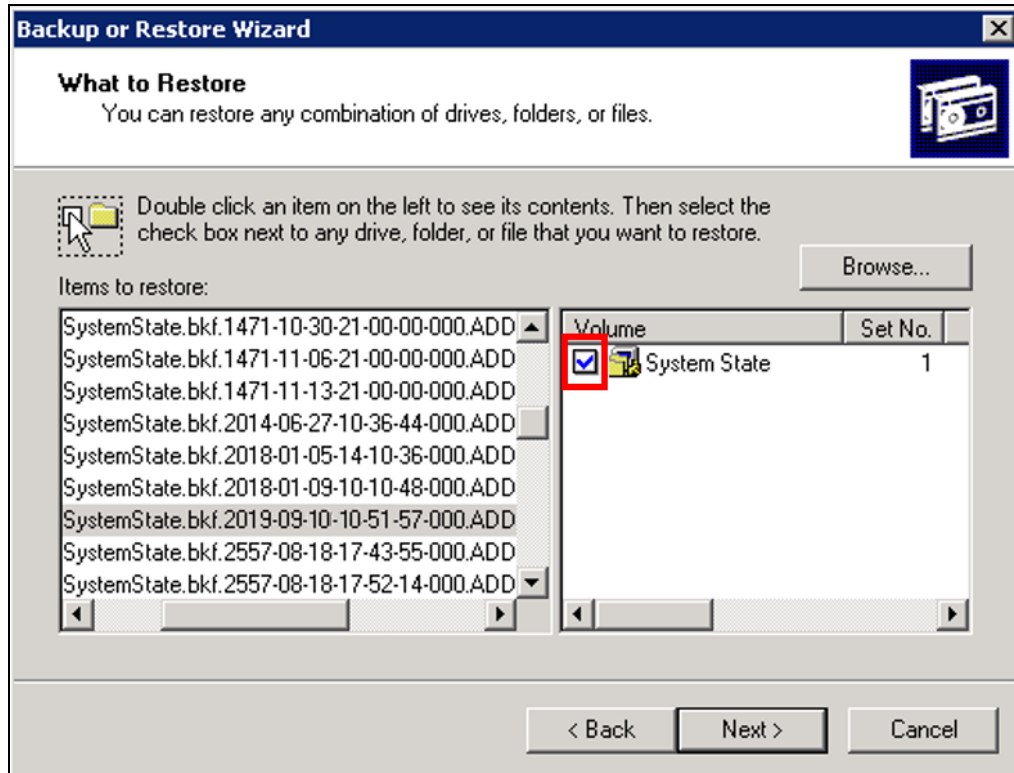 Backup or Restore Wizard
What to Restore
You can restore any combination of drives, folders, or files.
Double click an item on the left to see its contents. Then select the
check box next to any drive, folder, or file that you want to restore.
Browse...
Items to restore:
SystemState.bkf.1471-10-30-21-00-00-000.ADD
SystemState.bkf.1471-11-06-21-00-00-000.ADD
SystemState.bkf.1471-11-13-21-00-00-000.ADD
SystemState.bkf.2014-06-27-10-36-44-000.ADD
SystemState.bkf.2018-01-05-14-10-36-000.ADD
SystemState.bkf.2018-01-09-10-10-48-000.ADD
SystemState.bkf.2019-09-10-10-51-57-000.ADD
SystemState.bkf.2557-08-18-17-43-55-000.ADD
SystemState.bkf.2557-08-18-17-52-14-000.ADD
Volume Set No.
System State 1
< Back Next > Cancel